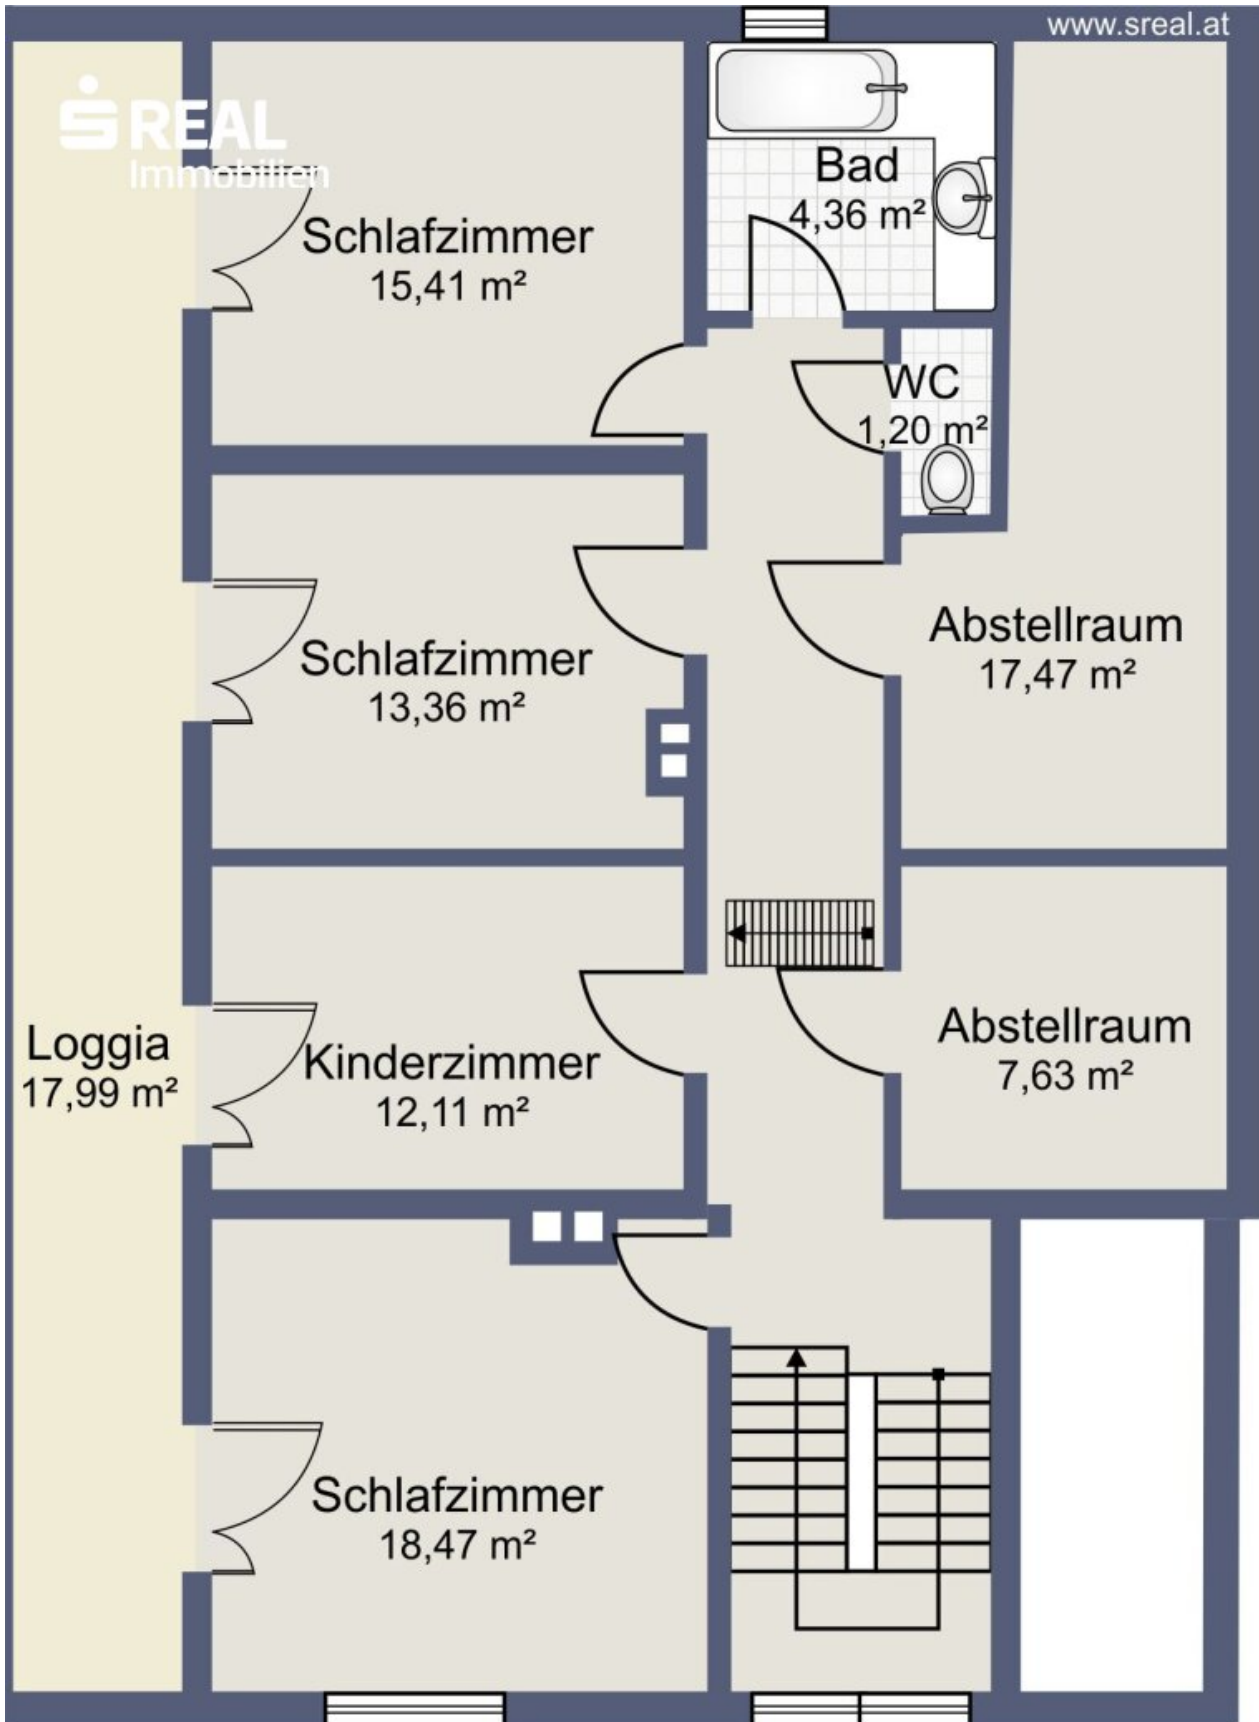 www.sreal.at
S REAL
Immobilien
Bad
4,36 m²
Schlafzimmer
15,41 m²
WC
1,20 m²
Schlafzimmer
13,36 m²
Abstellraum
17,47 m²
Loggia
17,99 m²
Kinderzimmer
12,11 m²
Abstellraum
7,63 m²
Schlafzimmer
18,47 m²